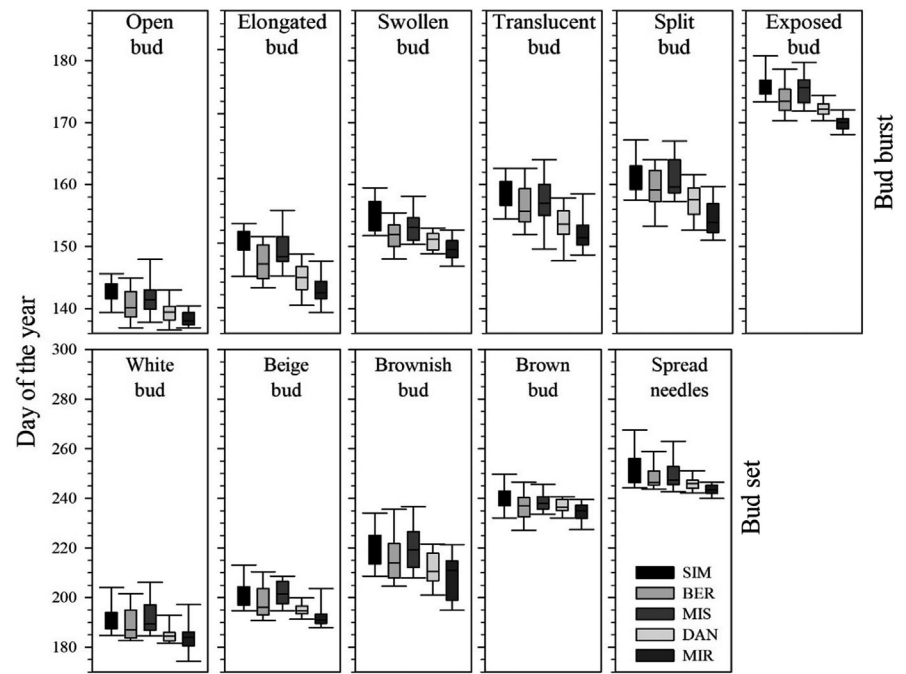 Open bud
Elongated bud
Swollen bud
Translucent bud
Split bud
Exposed bud
180
170
160
150
140
Bud burst
Day of the year
300
280
260
240
220
200
180
White bud
Beige bud
Brownish bud
Brown bud
Spread needles
Bud set
SIM
BER
MIS
DAN
MIR